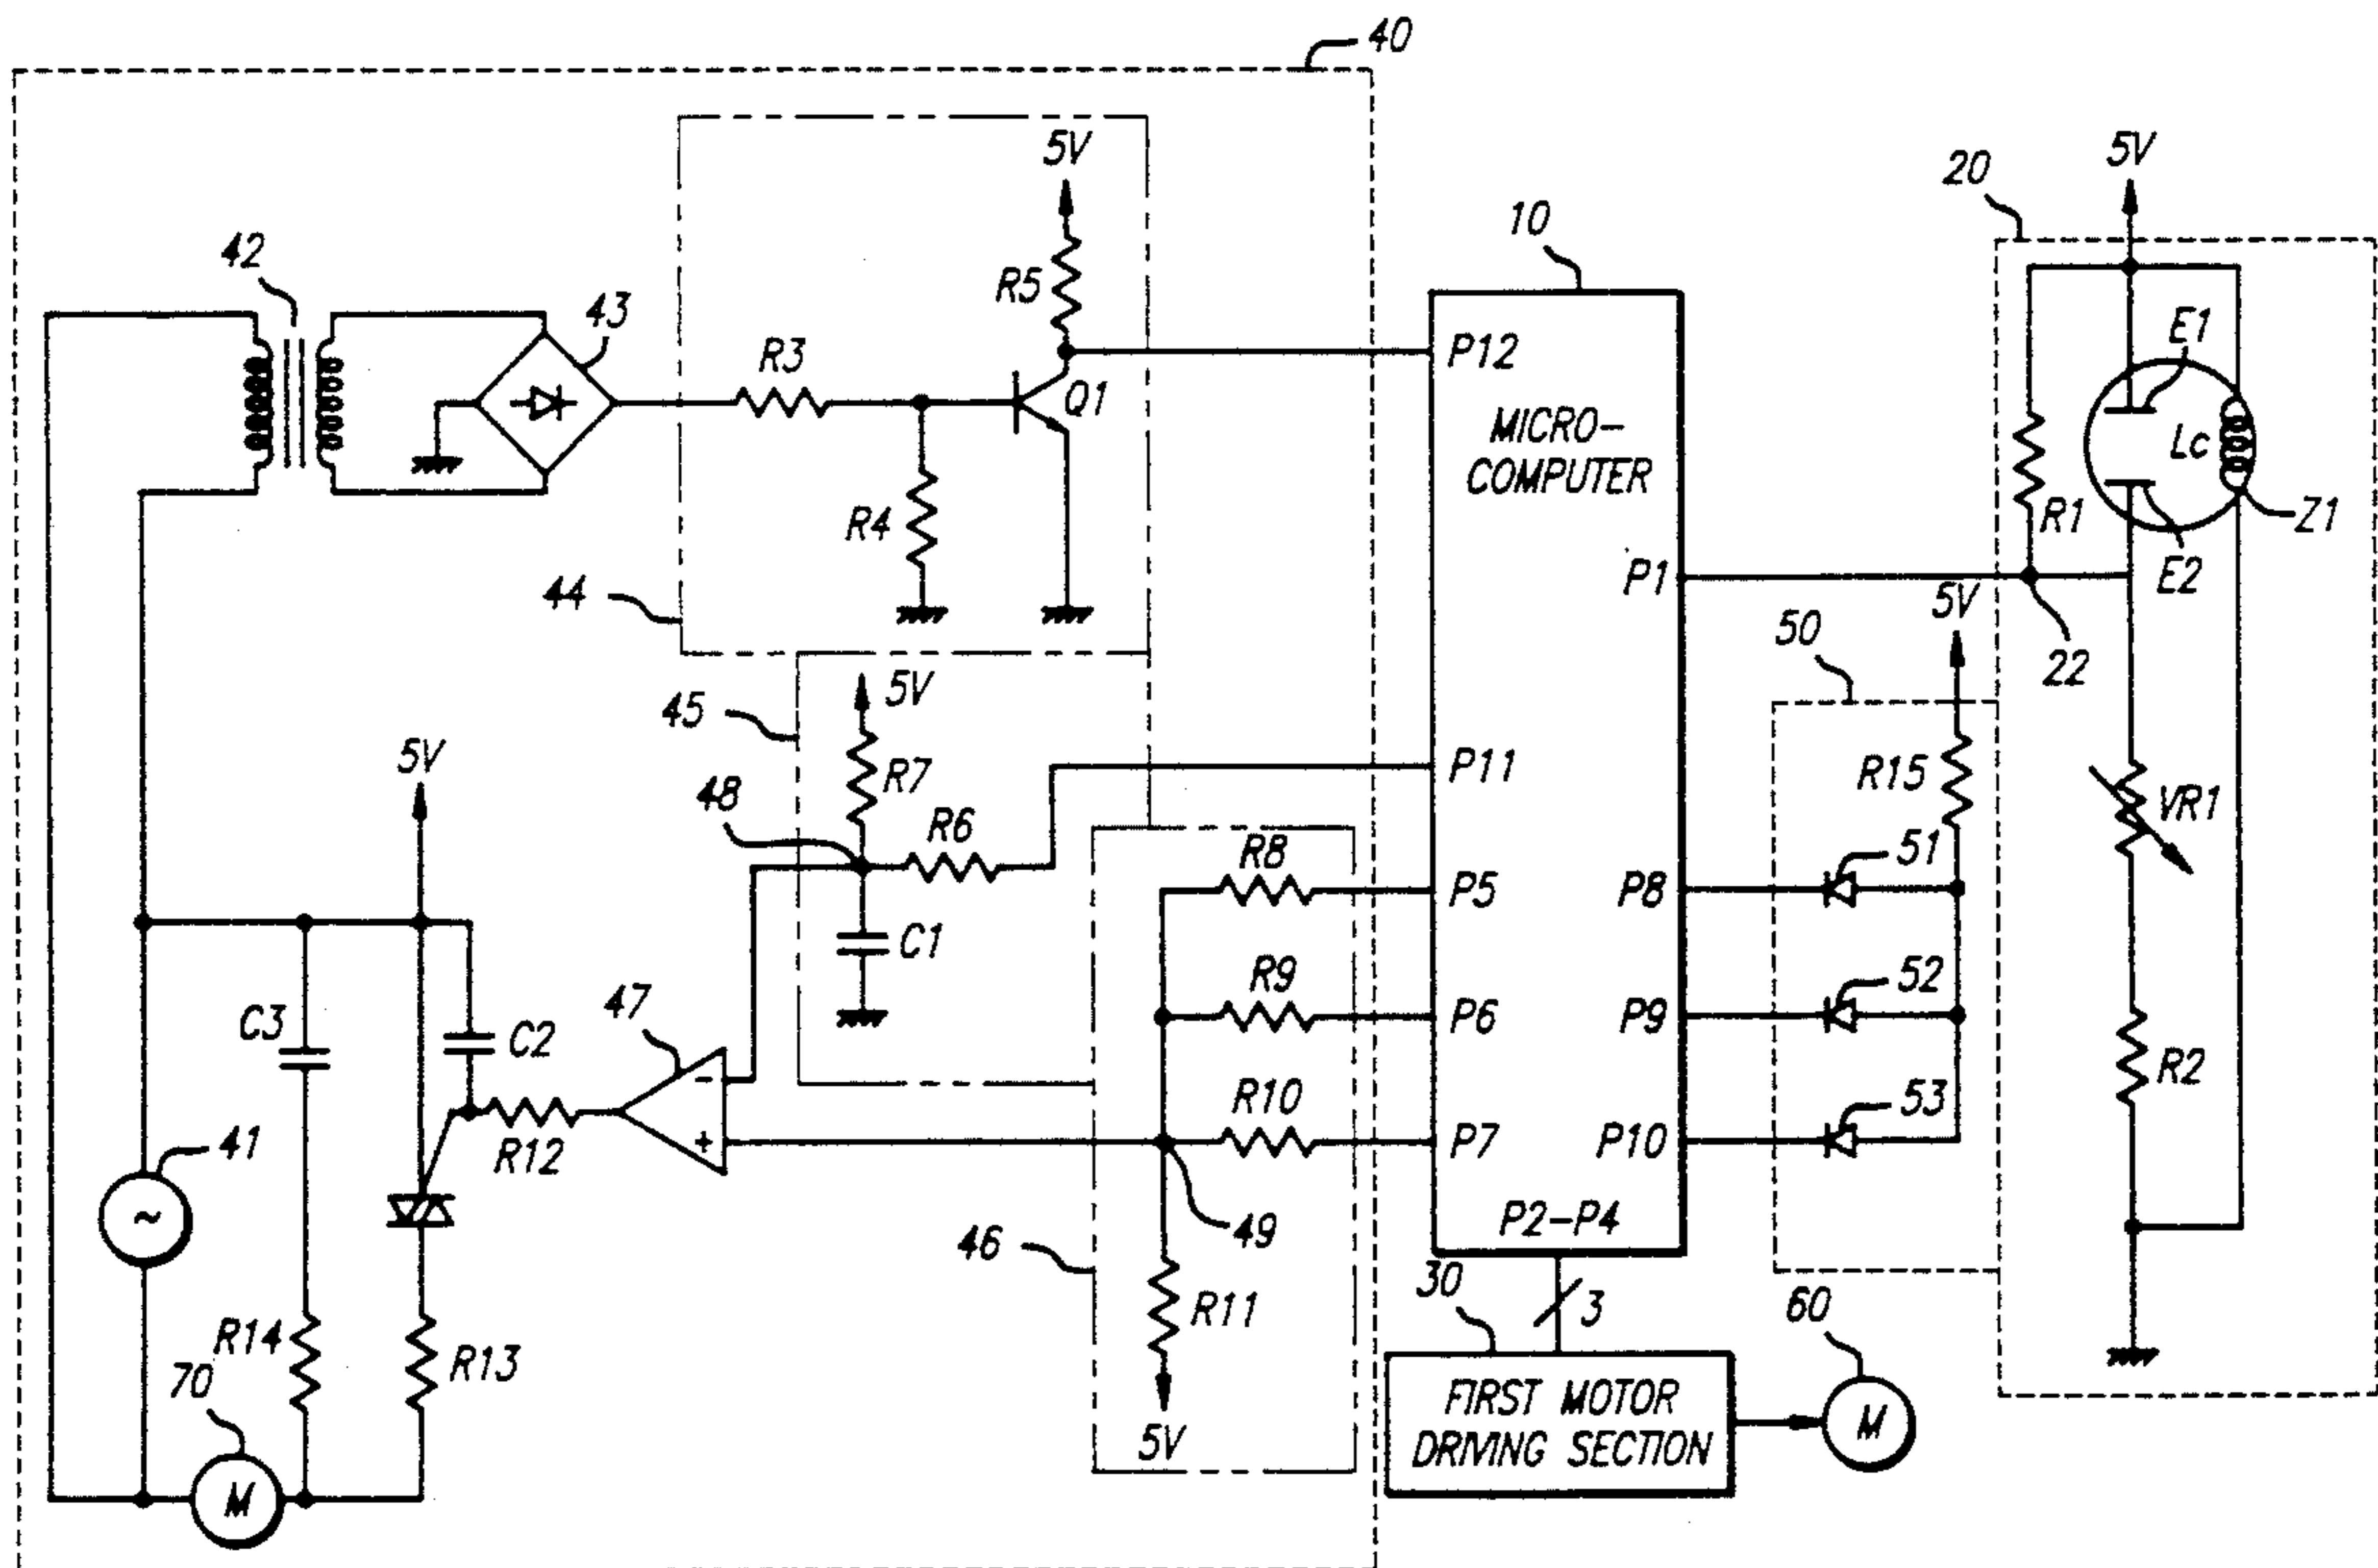 40
5V
20
5V
10
42
43
R5
R3
P12
E1
Q1
MICRO-
COMPUTER
Lc
R4
R1
Z1
44
P1
E2
5V
50
22
5V
45
R7
P11
R15
5V
48
R6
VR1
R8
51
P5
P8
C1
R9
52
47
C3
C2
P6
P9
R2
R10
53
-
+
R12
P7
P10
41
~
P2-P4
46
49
30
3
60
R11
R14
R13
70
FIRST MOTOR
DRIVING SECTION
M
5V
M